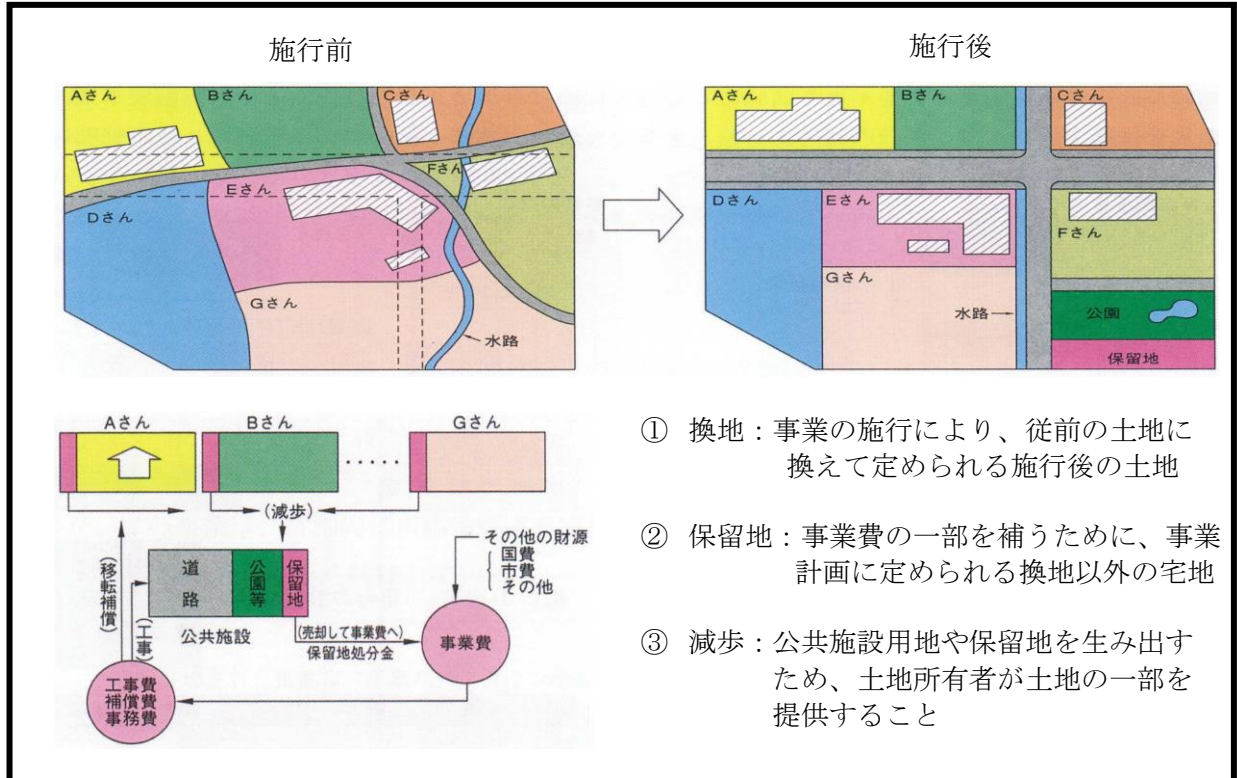 施行前
Aさん
Bさん
Cさん
Fさん
Eさん
Dさん
Gさん
水路
施行後
Aさん
Bさん
Cさん
Dさん
Eさん
Fさん
Gさん
水路
公園
保留地
Aさん
Bさん
Gさん
・・・・・
(減歩)
(移転補償)
(工事)
道路
公園等
保留地
公共施設
(売却して事業費へ)
保留地処分金
その他の財源
国費
市費
その他
事業費
工事費
補償費
事務費
① 換地：事業の施行により、従前の土地に
換えて定められる施行後の土地
② 保留地：事業費の一部を補うために、事業
計画に定められる換地以外の宅地
③ 減歩：公共施設用地や保留地を生み出す
ため、土地所有者が土地の一部を
提供すること